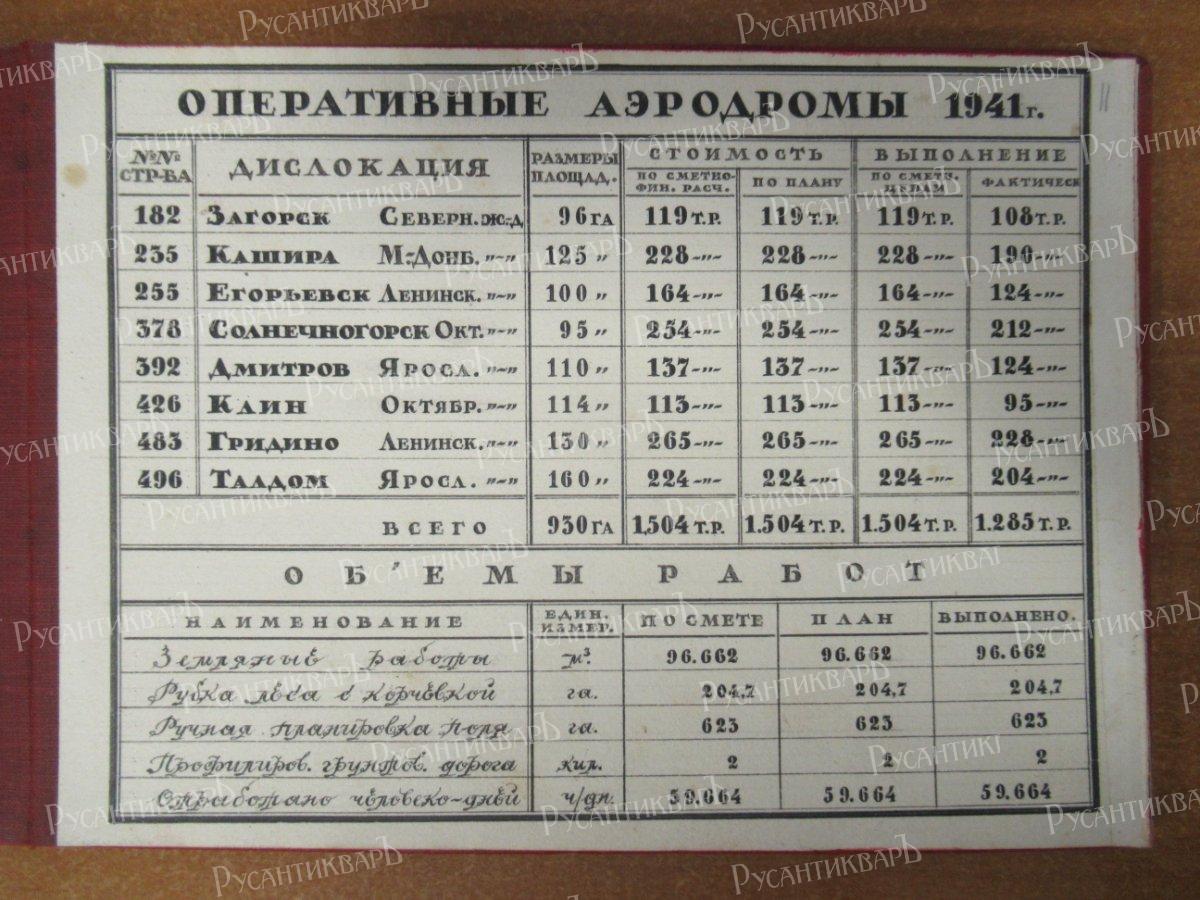 ОПЕРАТИВНЫЕ АЭРОДРОМЫ 1941г.
№№ СТР-ВА ДИСЛОКАЦИЯ РАЗМЕРЫ ПЛОЩАД. СТОИМОСТЬ ВЫПОЛНЕНИЕ
ПО СМЕТНО-ФИН. РАСЧ. ПО ПЛАНУ ПО СМЕТН. ЦЕНАМ ФАКТИЧЕСК
182 ЗАГОРСК СЕВЕРН. Ж.-Д 96 ГА 119 Т.Р. 119 Т.Р. 119 Т.Р. 108 Т.Р.
235 КАШИРА М.-ДОНБ. "-" 125 " 228 -"- 228 -"- 228 -"- 190 -"-
255 ЕГОРЬЕВСК ЛЕНИНСК. "-" 100 " 164 -"- 164 -"- 164 -"- 124 -"-
378 СОЛНЕЧНОГОРСК ОКТ. "-" 95 " 254 -"- 254 -"- 254 -"- 212 -"-
392 ДМИТРОВ ЯРОСЛ. "-" 110 " 137 -"- 137 -"- 137 -"- 124 -"-
426 КЛИН ОКТЯБР. "-" 114 " 113 -"- 113 -"- 113 -"- 95 -"-
483 ГРИДИНО ЛЕНИНСК. "-" 130 " 265 -"- 265 -"- 265 -"- 228 -"-
496 ТАЛДОМ ЯРОСЛ. "-" 160 " 224 -"- 224 -"- 224 -"- 204 -"-
ВСЕГО 930 ГА 1.504 Т.Р. 1.504 Т.Р. 1.504 Т.Р. 1.285 Т.Р.
ОБ'ЕМЫ РАБОТ
НАИМЕНОВАНИЕ ЕДИН. ИЗМЕР. ПО СМЕТЕ ПЛАН ВЫПОЛНЕНО.
Земляные работы м³. 96.662 96.662 96.662
Рубка леса с корчевкой га. 204,7 204,7 204,7
Ручная планировка поля га. 623 623 623
Профилиров. грунтов. дорога кил. 2 2 2
Отработано человеко-дней ч/дн. 59.664 59.664 59.664
РусАнтикварЪ